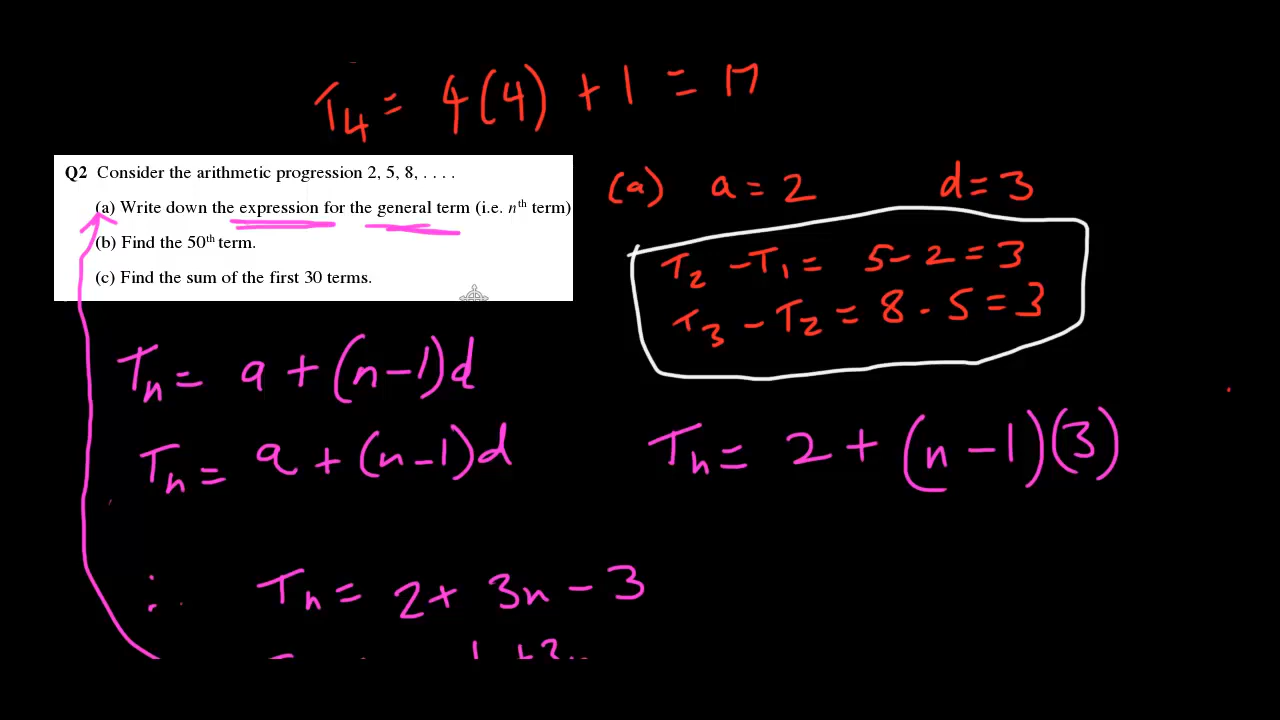 T4 = 4(4) + 1 = 17
Q2 Consider the arithmetic progression 2, 5, 8, . . . .
(a) Write down the expression for the general term (i.e. nth term)
(b) Find the 50th term.
(c) Find the sum of the first 30 terms.
(a) a = 2 d = 3
T2 - T1 = 5 - 2 = 3
T3 - T2 = 8 - 5 = 3
Tn = a + (n - 1)d
Tn = a + (n - 1)d
Tn = 2 + (n - 1)(3)
∴ Tn = 2 + 3n - 3